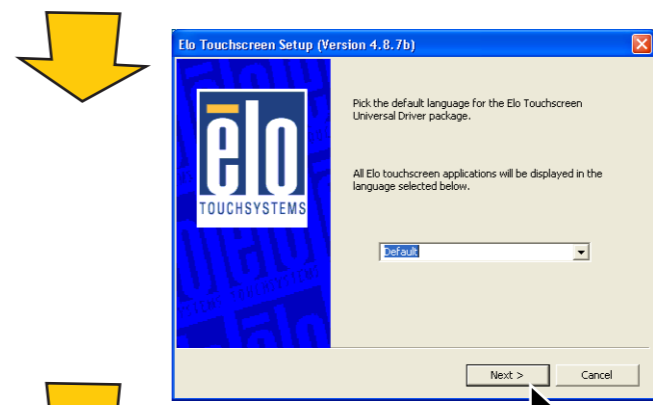 Elo Touchscreen Setup (Version 4.8.7b)
Pick the default language for the Elo Touchscreen
Universal Driver package.
All Elo touchscreen applications will be displayed in the
language selected below.
ēlo
TOUCHSYSTEMS
Default
Next >
Cancel